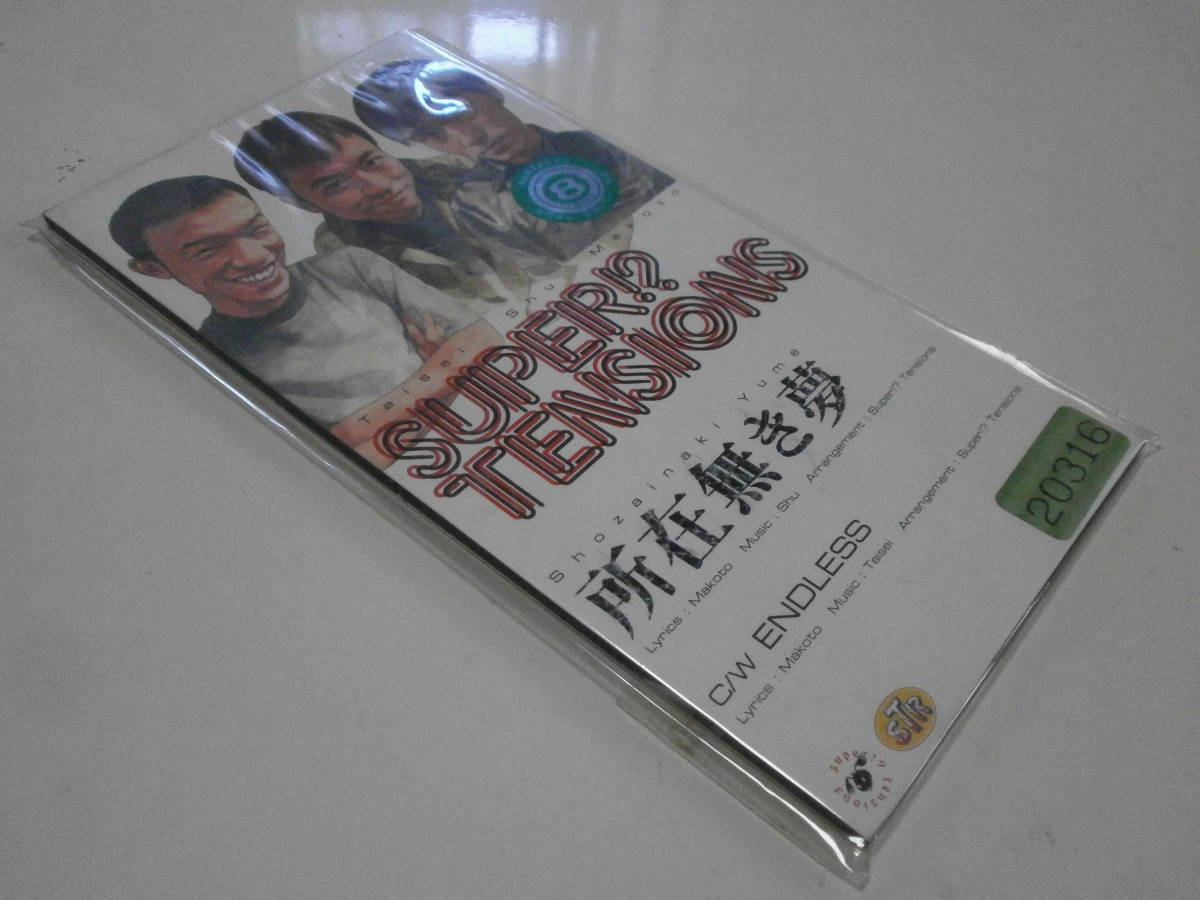 Taisei Shu Makoto
SUPER!?
TENSIONS
Shozainaki Yume
所在無き夢
Lyrics : Makoto Music : Shu Arrangement : Super!? Tensions
C/W ENDLESS
Lyrics : Makoto Music : Taisei Arrangement : Super!? Tensions
20316
STR
8